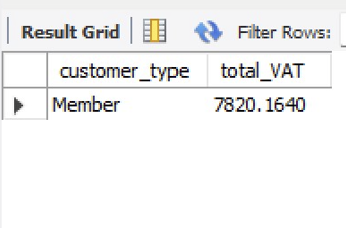 Result Grid Filter Rows:
customer_type total_VAT
Member 7820.1640